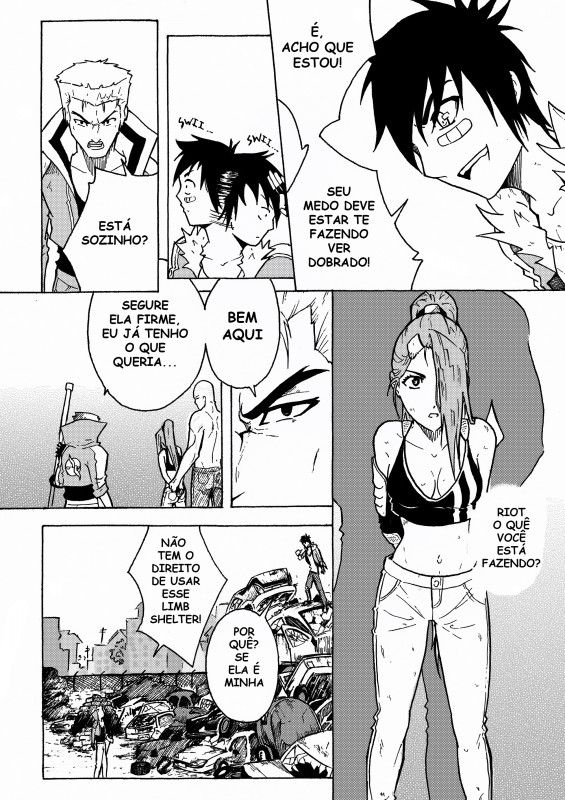 ESTÁ
SOZINHO?
SWII...
SWII...
É,
ACHO QUE
ESTOU!
SEU
MEDO DEVE
ESTAR TE
FAZENDO
VER
DOBRADO!
SEGURE
ELA FIRME,
EU JÁ TENHO
O QUE
QUERIA...
BEM
AQUI
RIOT
O QUÊ
VOCÊ
ESTÁ
FAZENDO?
NÃO
TEM O
DIREITO
DE USAR
ESSE
LIMB
SHELTER!
POR
QUÊ?
SE
ELA É
MINHA